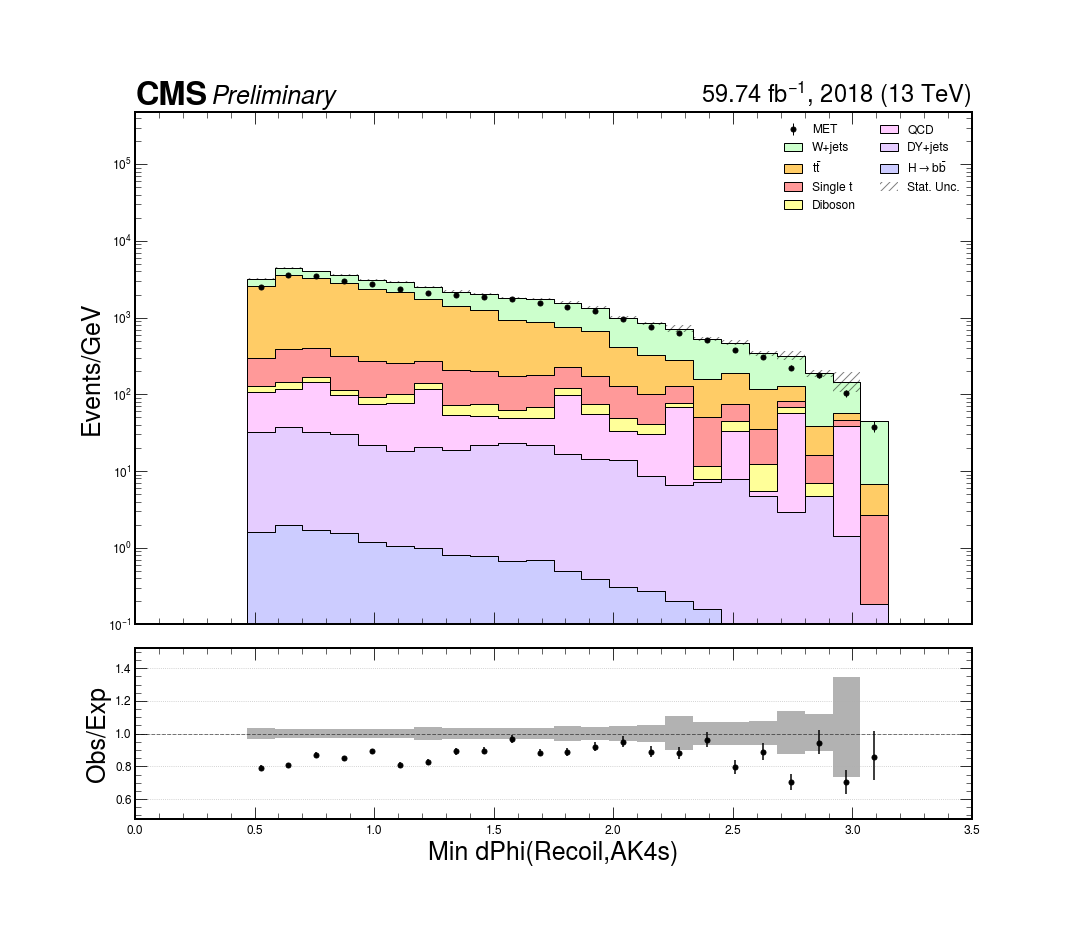 CMS Preliminary 59.74 fb⁻¹, 2018 (13 TeV)
MET QCD
W+jets DY+jets
tt̄ H→bb̄
Single t Stat. Unc.
Diboson
10⁵
10⁴
10³
10²
10¹
10⁰
10⁻¹
Events/GeV
1.4
1.2
1.0
0.8
0.6
Obs/Exp
0.0 0.5 1.0 1.5 2.0 2.5 3.0 3.5
Min dPhi(Recoil,AK4s)